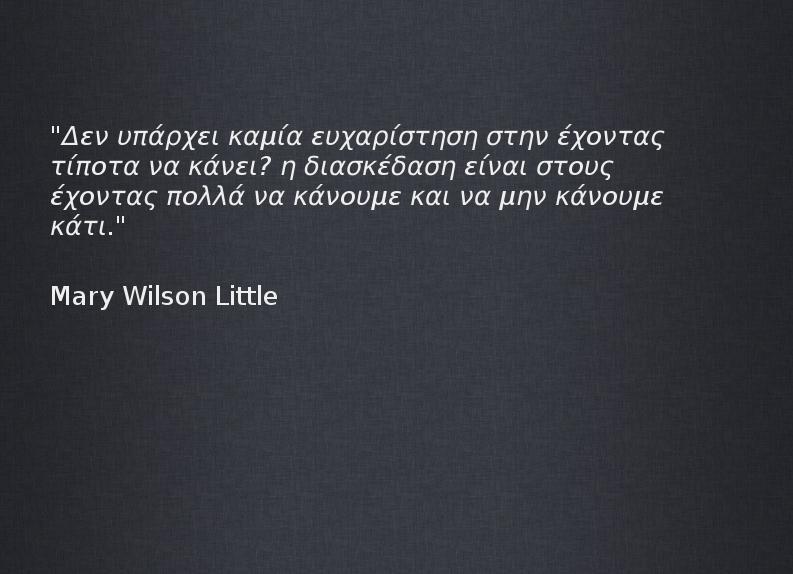 "Δεν υπάρχει καμία ευχαρίστηση στην έχοντας
τίποτα να κάνει? η διασκέδαση είναι στους
έχοντας πολλά να κάνουμε και να μην κάνουμε
κάτι."
Mary Wilson Little